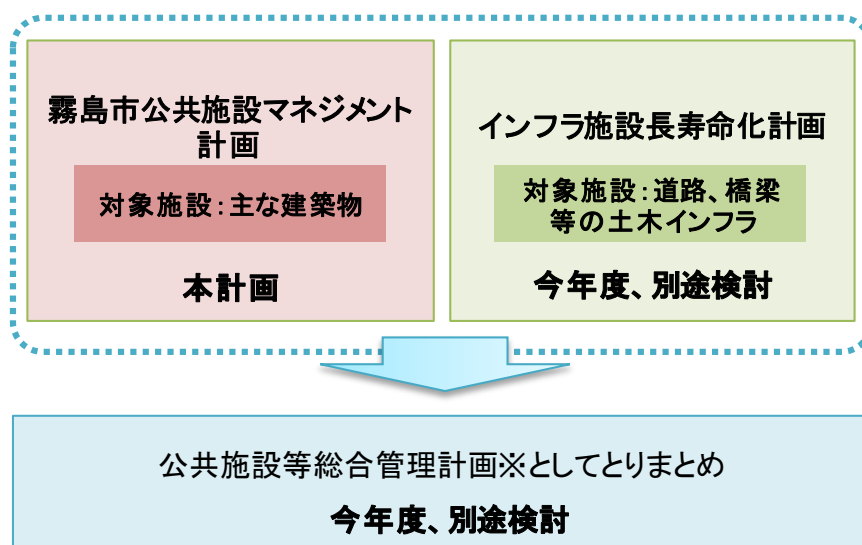 霧島市公共施設マネジメント
計画
対象施設：主な建築物
本計画
インフラ施設長寿命化計画
対象施設：道路、橋梁
等の土木インフラ
今年度、別途検討
公共施設等総合管理計画※としてとりまとめ
今年度、別途検討